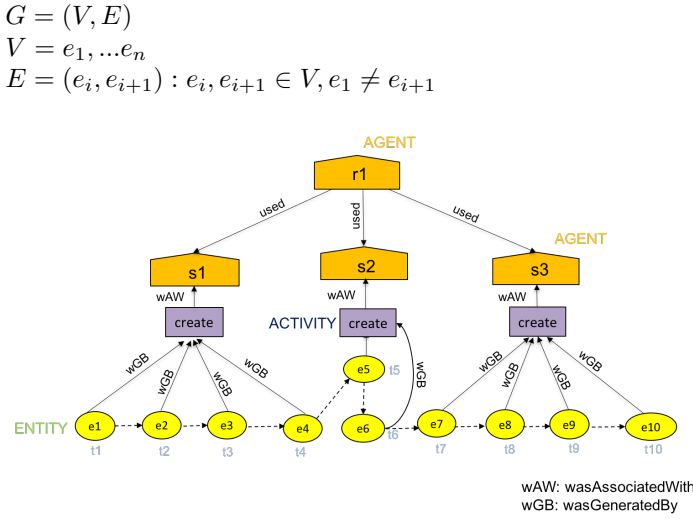 G = (V, E)
V = e_1, ...e_n
E = (e_i, e_{i+1}) : e_i, e_{i+1} ∈ V, e_1 ≠ e_{i+1}
AGENT
r1
used used used
AGENT
s1 s2 s3
wAW wAW wAW
create ACTIVITY create create
wGB wGB wGB wGB e5 t5 wGB wGB wGB wGB wGB
ENTITY e1 e2 e3 e4 e6 e7 e8 e9 e10
t1 t2 t3 t4 t6 t7 t8 t9 t10
wAW: wasAssociatedWith
wGB: wasGeneratedBy